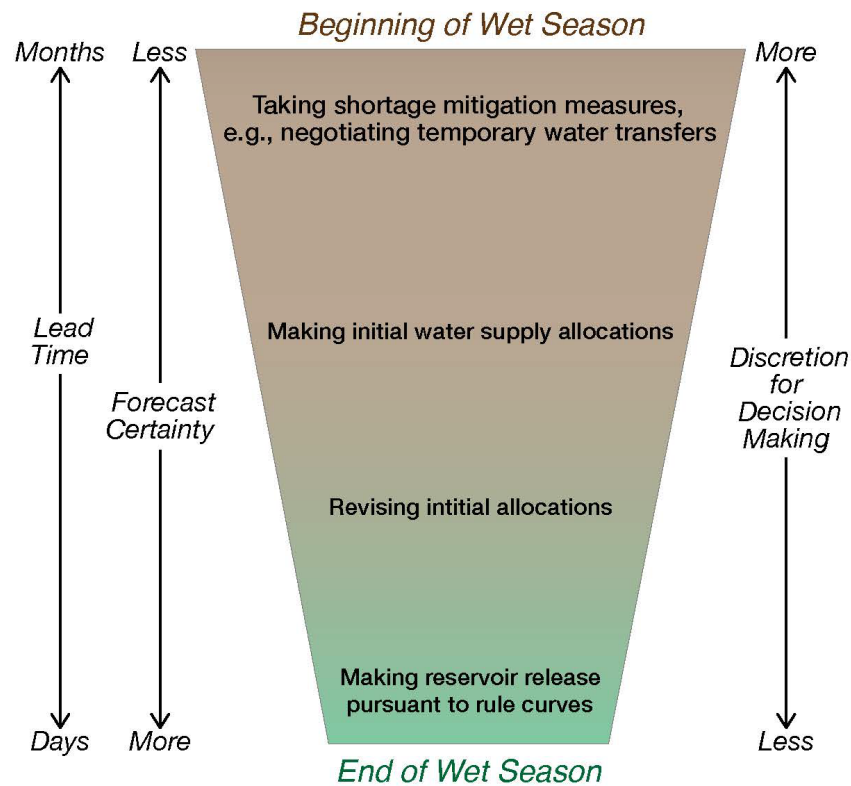 Beginning of Wet Season
Months
Less
More
Taking shortage mitigation measures,
e.g., negotiating temporary water transfers
Lead
Time
Making initial water supply allocations
Forecast
Certainty
Discretion
for
Decision
Making
Revising intitial allocations
Making reservoir release
pursuant to rule curves
Days
More
Less
End of Wet Season